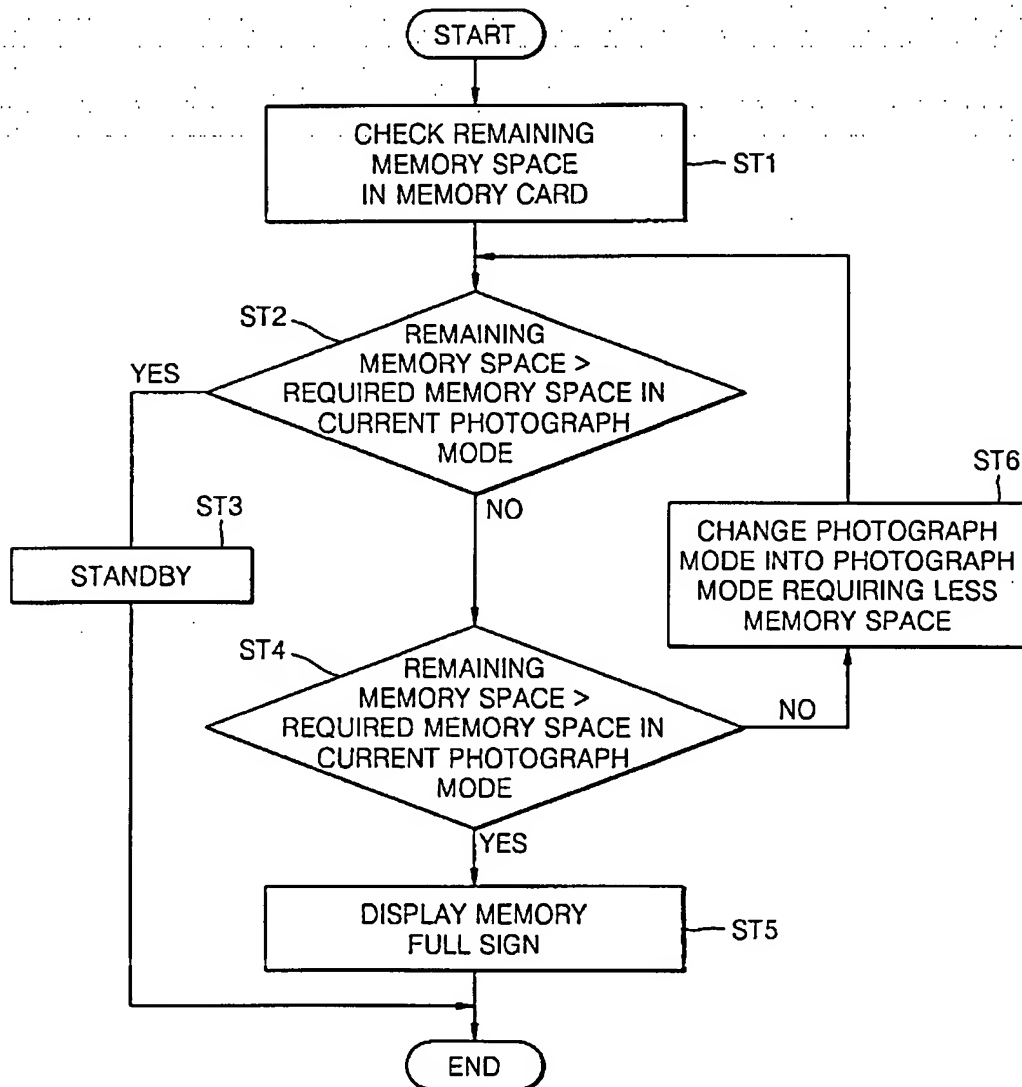 START
CHECK REMAINING
MEMORY SPACE
IN MEMORY CARD
ST1
ST2
REMAINING
MEMORY SPACE >
REQUIRED MEMORY SPACE IN
CURRENT PHOTOGRAPH
MODE
YES
NO
ST3
STANDBY
ST6
CHANGE PHOTOGRAPH
MODE INTO PHOTOGRAPH
MODE REQUIRING LESS
MEMORY SPACE
ST4
REMAINING
MEMORY SPACE >
REQUIRED MEMORY SPACE IN
CURRENT PHOTOGRAPH
MODE
NO
YES
DISPLAY MEMORY
FULL SIGN
ST5
END